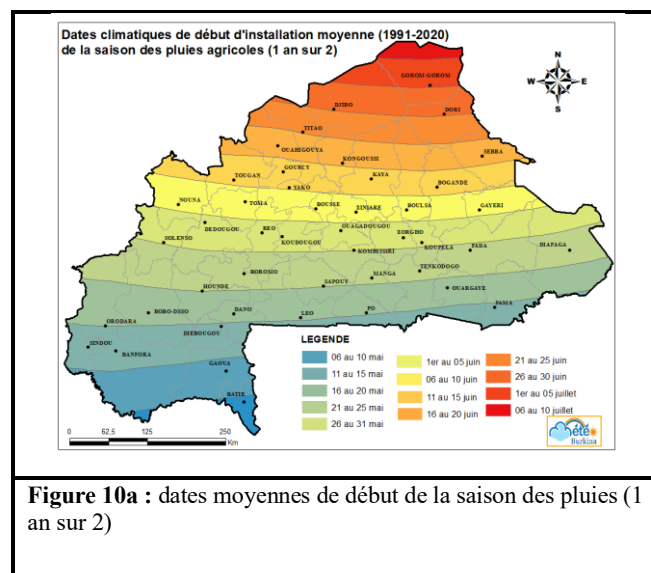 Dates climatiques de début d'installation moyenne (1991-2020)
de la saison des pluies agricoles (1 an sur 2)
N
W E
S
GOROM-GOROM
DJIBO
DORI
TITAO
OUAHIGOUYA
KONGOUSSI
SEBBA
GOURCY
TOUGAN
KAYA
YAKO
BOGANDE
NOUNA
TOMA
BOUSSE
ZINIARE
BOULSA
GAYERI
DEDOUGOU
REO
OUAGADOUGOU
ZORGHO
SOLENSO
KOUDOUGOU
KOUPELA
KOMBISSIRI
FADA
DIAPAGA
BOROMO
MANGA
TENKODOGO
HOUNDE
SAPOUY
OUARGAYE
BOBO-DSSO
DANO
LEO
PO
PAMA
ORODARA
DIEBOUGOU
SINDOU
BANFORA
GAOUA
BATIE
LEGENDE
06 au 10 mai
11 au 15 mai
16 au 20 mai
21 au 25 mai
26 au 31 mai
1er au 05 juin
06 au 10 juin
11 au 15 juin
16 au 20 juin
21 au 25 juin
26 au 30 juin
1er au 05 juillet
06 au 10 juillet
0 62,5 125 250
Km
été
Burkina
Figure 10a : dates moyennes de début de la saison des pluies (1
an sur 2)